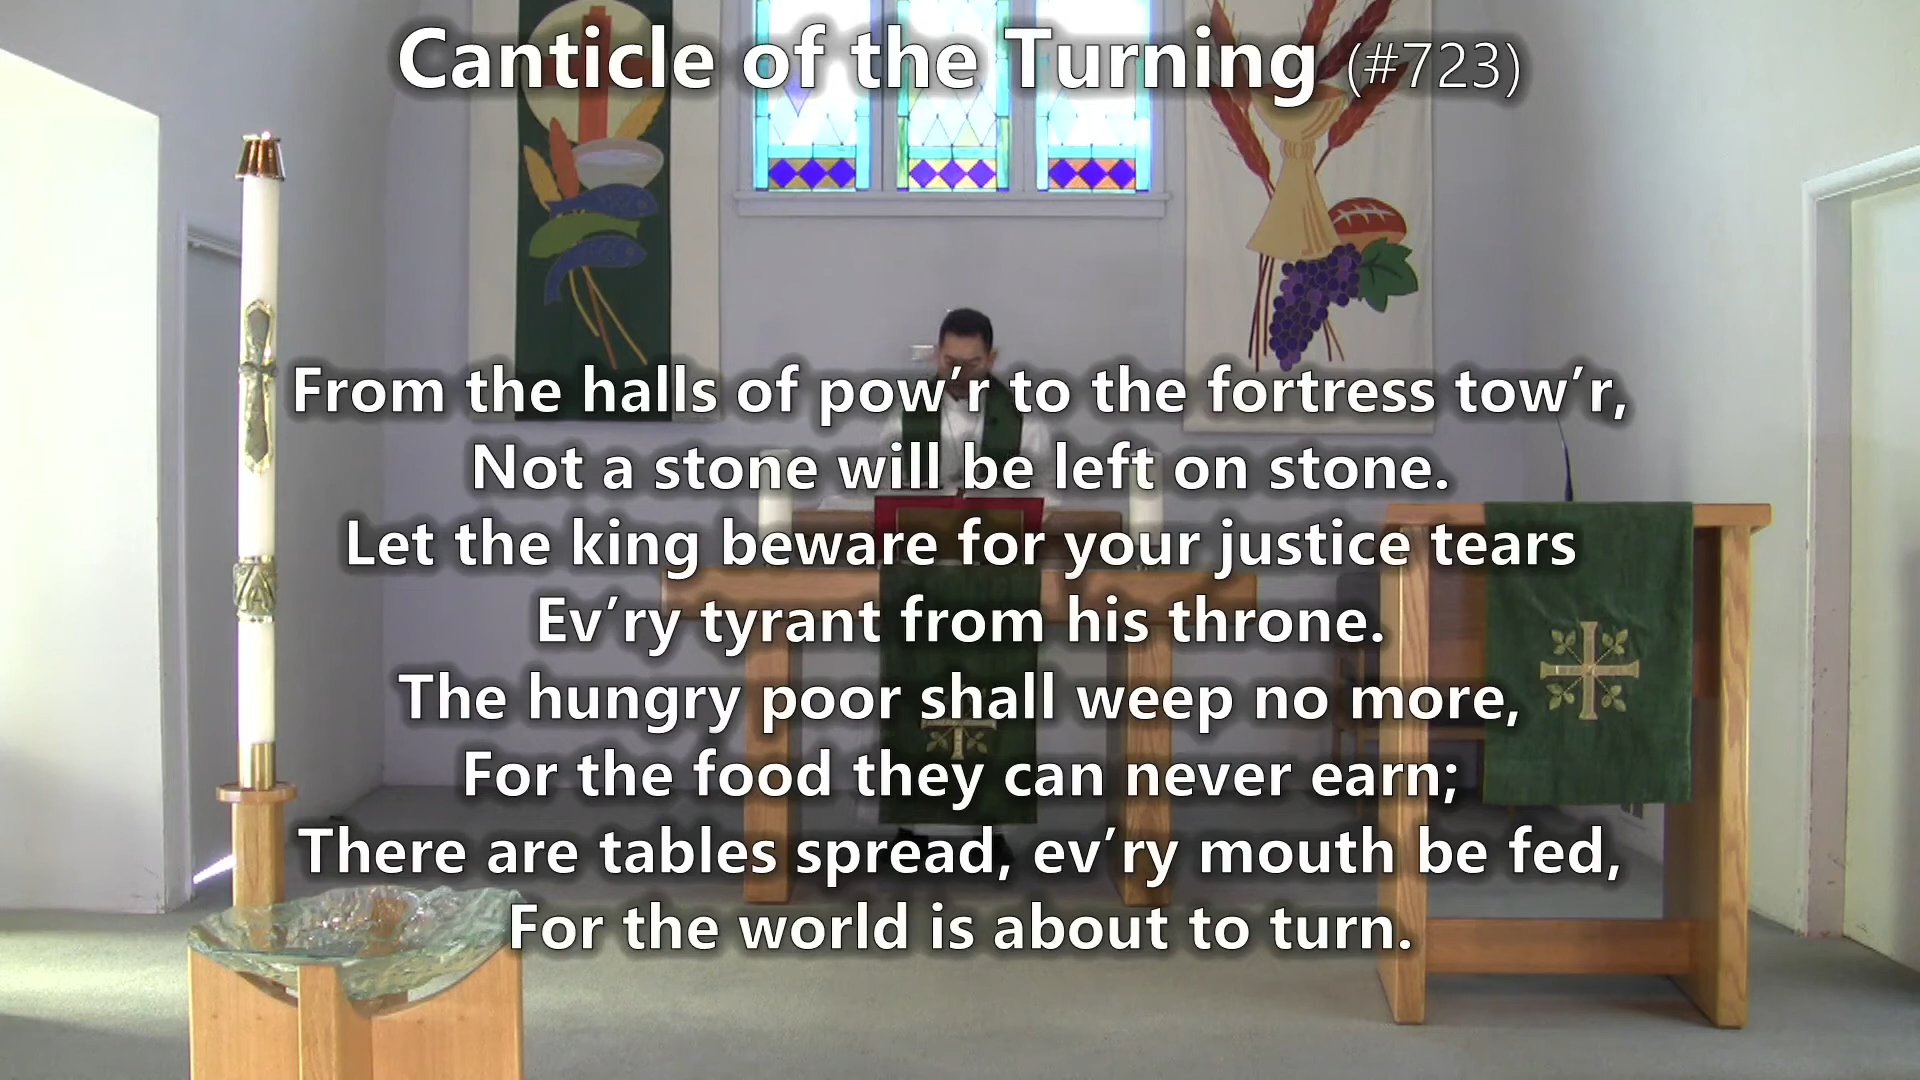 Canticle of the Turning (#723)
From the halls of pow′r to the fortress tow′r,
Not a stone will be left on stone.
Let the king beware for your justice tears
Ev′ry tyrant from his throne.
The hungry poor shall weep no more,
For the food they can never earn;
There are tables spread, ev′ry mouth be fed,
For the world is about to turn.